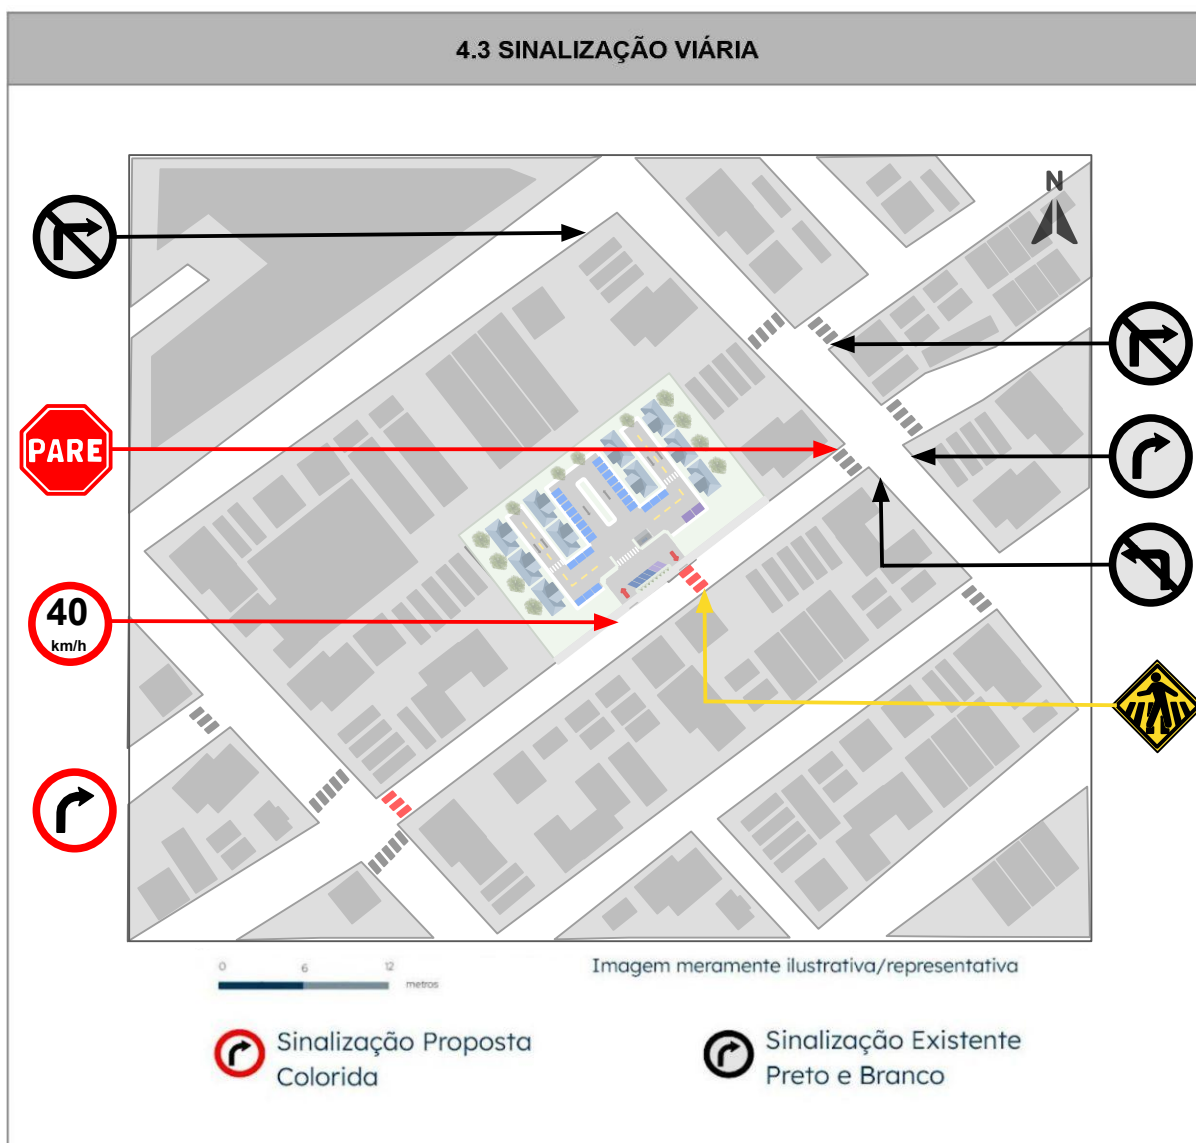 4.3 SINALIZAÇÃO VIÁRIA
N
PARE
40
km/h
0 6 12
metros
Imagem meramente ilustrativa/representativa
Sinalização Proposta
Colorida
Sinalização Existente
Preto e Branco